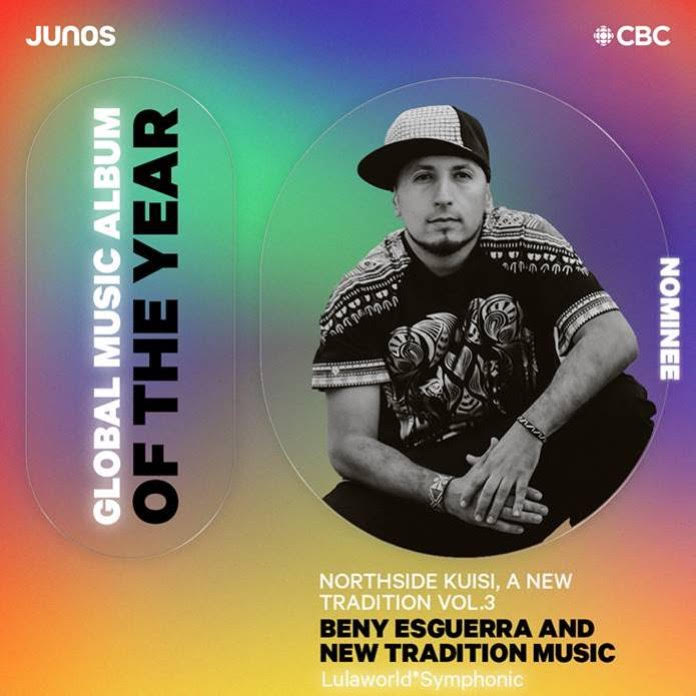 JUNOS
CBC
GLOBAL MUSIC ALBUM
OF THE YEAR
NOMINEE
NORTHSIDE KUISI, A NEW
TRADITION VOL.3
BENY ESGUERRA AND
NEW TRADITION MUSIC
Lulaworld*Symphonic